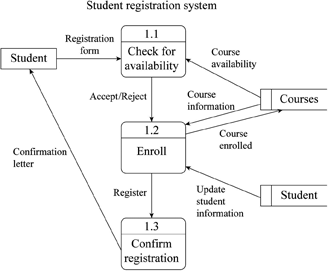 Student registration system
Registration
form
1.1
Check for
availability
Course
availability
Student
Accept/Reject
Course
information
Courses
1.2
Enroll
Course
enrolled
Confirmation
letter
Register
Update
student
information
Student
1.3
Confirm
registration